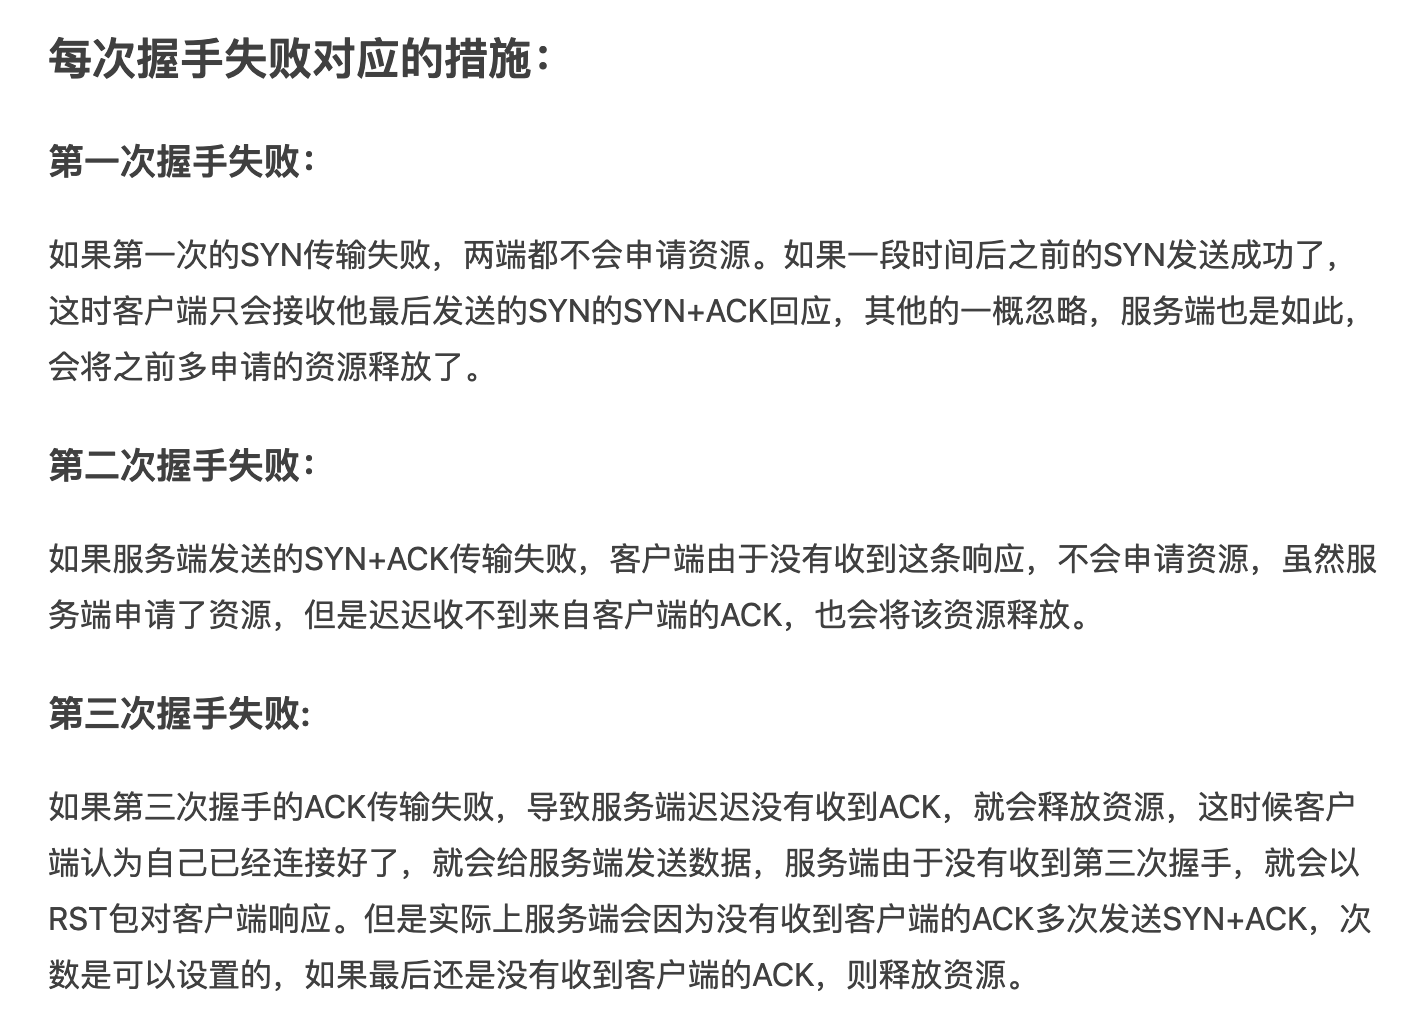 每次握手失败对应的措施：
第一次握手失败：
如果第一次的SYN传输失败，两端都不会申请资源。如果一段时间后之前的SYN发送成功了，
这时客户端只会接收他最后发送的SYN的SYN+ACK回应，其他的一概忽略，服务端也是如此，
会将之前多申请的资源释放了。
第二次握手失败：
如果服务端发送的SYN+ACK传输失败，客户端由于没有收到这条响应，不会申请资源，虽然服
务端申请了资源，但是迟迟收不到来自客户端的ACK，也会将该资源释放。
第三次握手失败:
如果第三次握手的ACK传输失败，导致服务端迟迟没有收到ACK，就会释放资源，这时候客户
端认为自己已经连接好了，就会给服务端发送数据，服务端由于没有收到第三次握手，就会以
RST包对客户端响应。但是实际上服务端会因为没有收到客户端的ACK多次发送SYN+ACK，次
数是可以设置的，如果最后还是没有收到客户端的ACK，则释放资源。